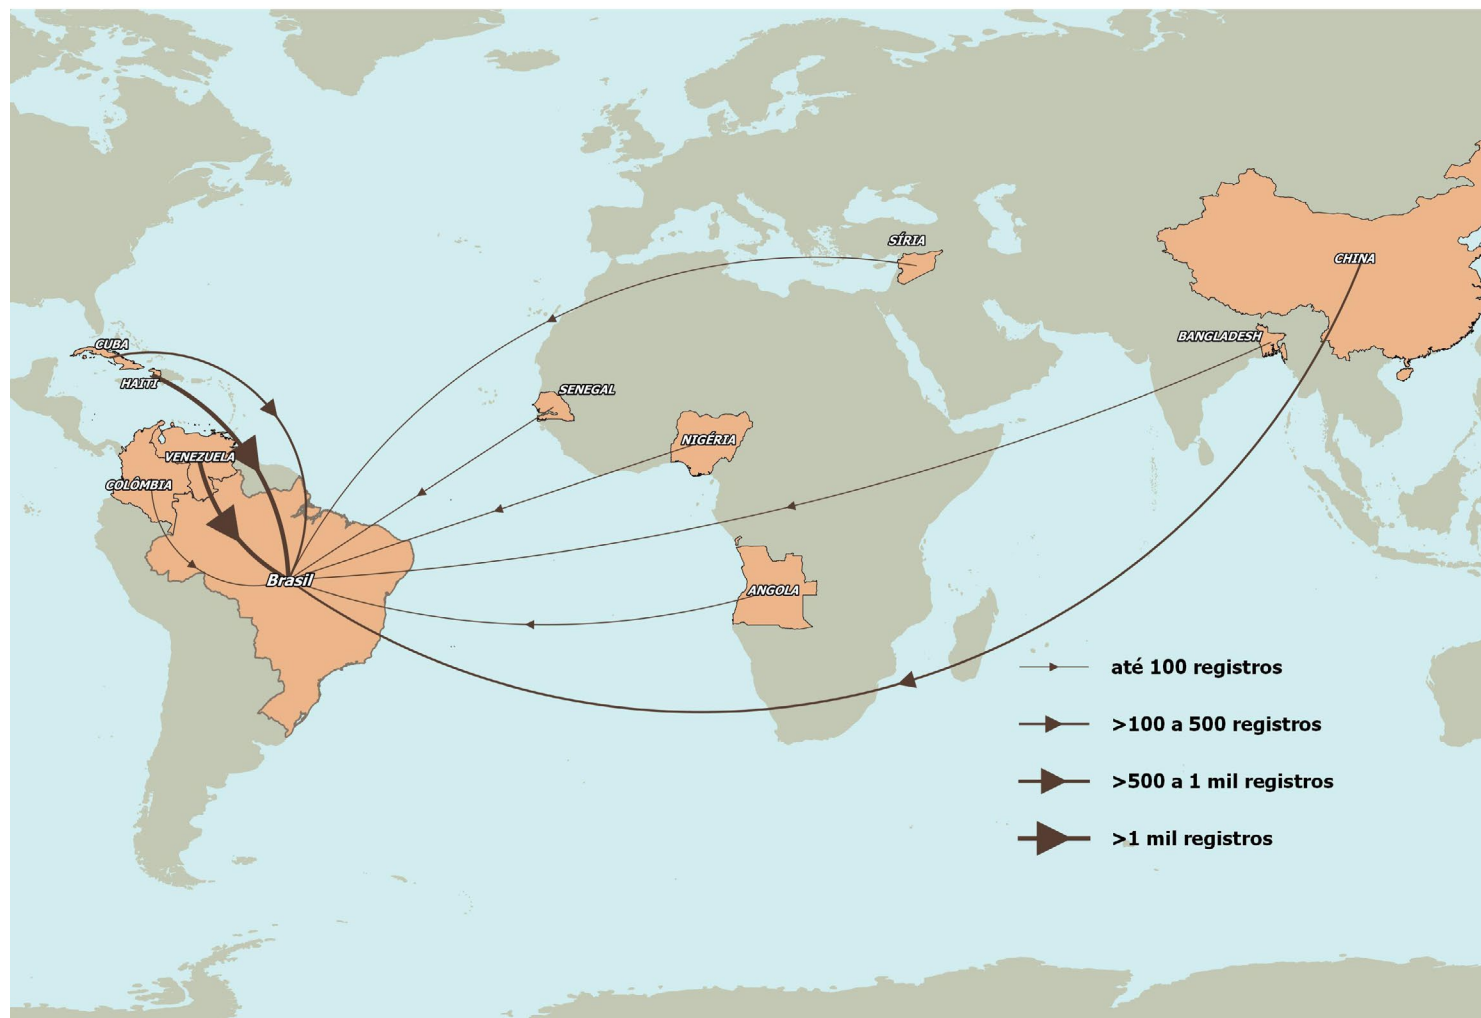 SÍRIA
CHINA
BANGLADESH
CUBA
HAITI
SENEGAL
NIGÉRIA
VENEZUELA
COLÔMBIA
Brasil
ANGOLA
até 100 registros
>100 a 500 registros
>500 a 1 mil registros
>1 mil registros